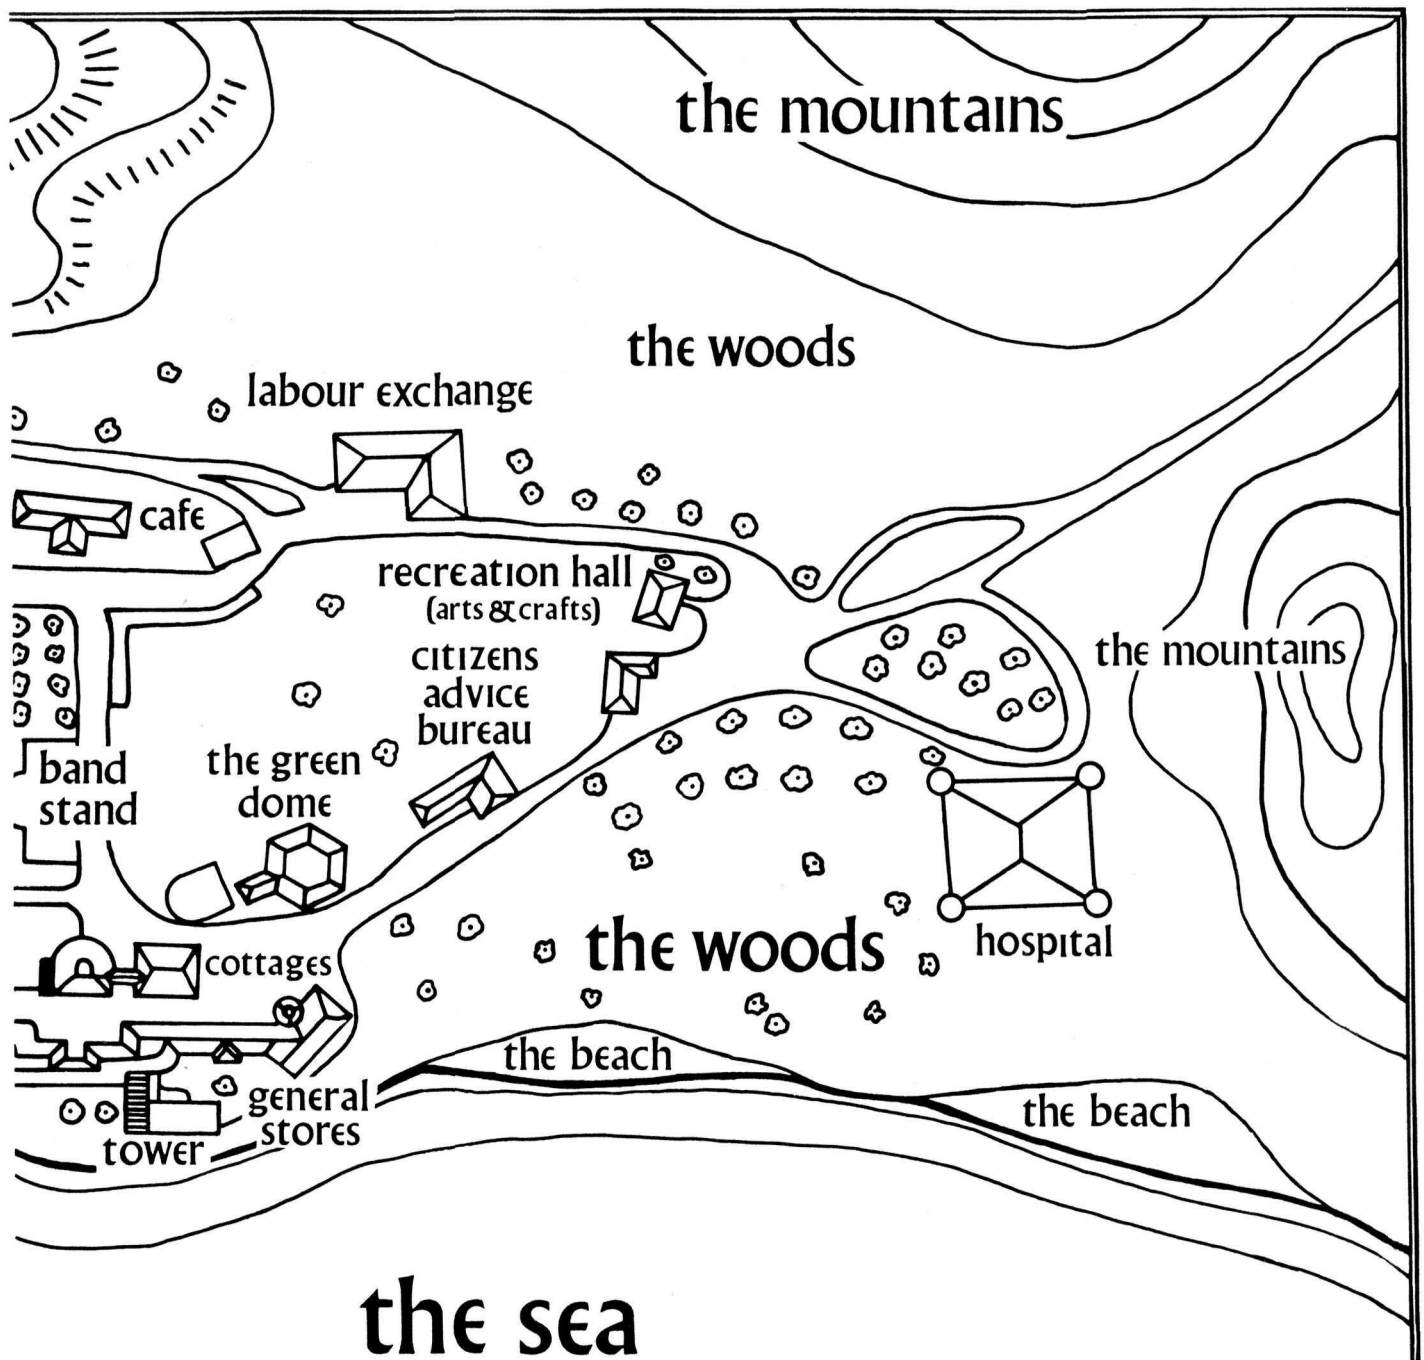 the mountains
the woods
labour exchange
cafe
recreation hall
(arts & crafts)
citizens
advice
bureau
the mountains
the green
dome
band
stand
the woods
hospital
cottages
the beach
general
stores
the beach
tower
the sea